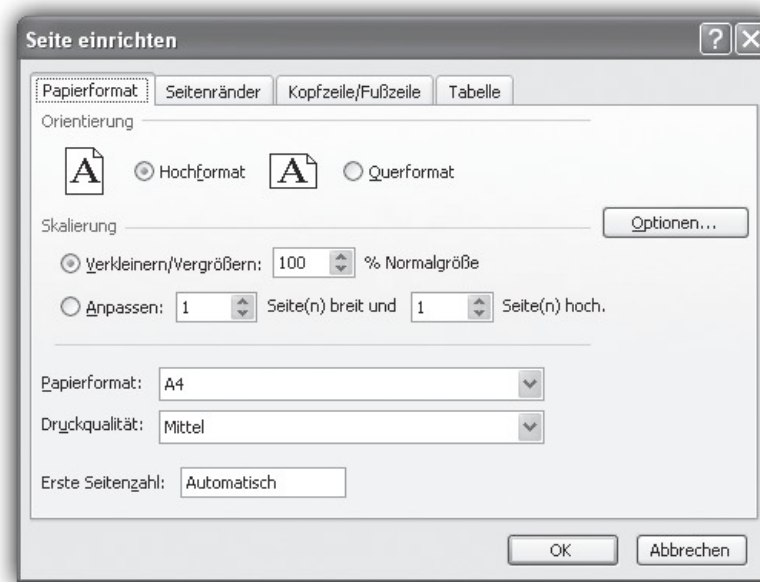 Seite einrichten
Papierformat Seitenränder Kopfzeile/Fußzeile Tabelle
Orientierung
A Hochformat A Querformat
Skalierung
Optionen...
Verkleinern/Vergrößern: 100 % Normalgröße
Anpassen: 1 Seite(n) breit und 1 Seite(n) hoch.
Papierformat: A4
Druckqualität: Mittel
Erste Seitenzahl: Automatisch
OK Abbrechen